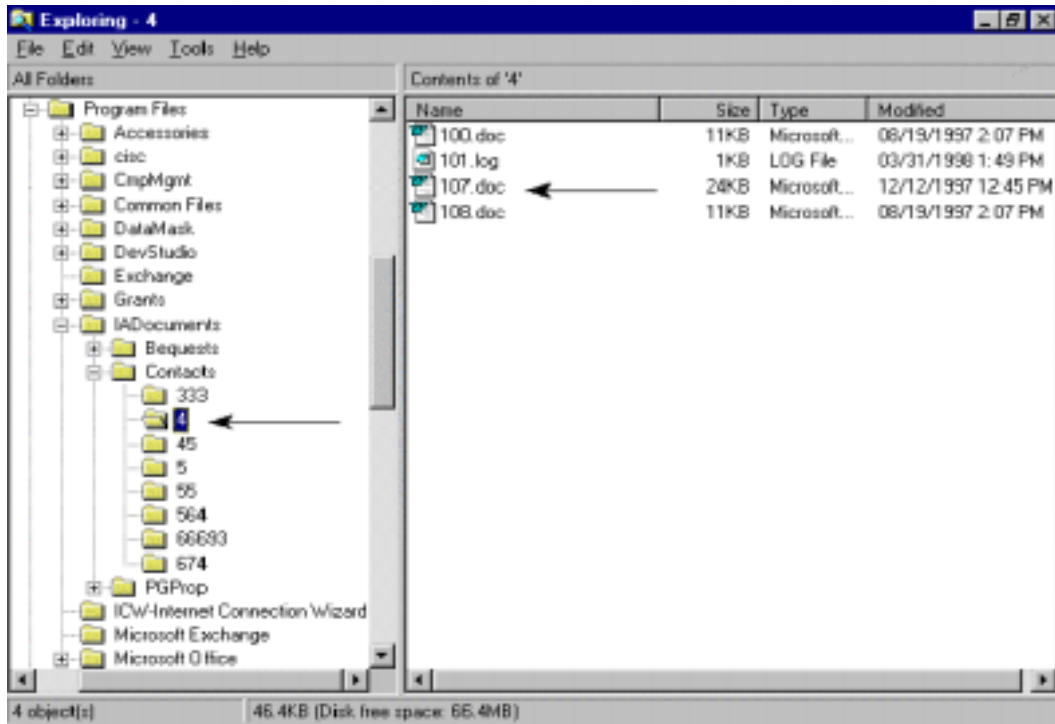 Exploring - 4
File Edit View Tools Help
All Folders
Contents of '4'
Program Files
Accessories
cisc
CmpMgmt
Common Files
DataMask
DevStudio
Exchange
Grants
IADocuments
Bequests
Contacts
333
4
45
5
55
564
66693
674
PGProp
ICW-Internet Connection Wizard
Microsoft Exchange
Microsoft Office
Name Size Type Modified
100.doc 11KB Microsoft... 08/19/1997 2:07 PM
101.log 1KB LOG File 03/31/1998 1:49 PM
107.doc 24KB Microsoft... 12/12/1997 12:45 PM
108.doc 11KB Microsoft... 08/19/1997 2:07 PM
4 object(s) 46.4KB (Disk free space: 66.4MB)